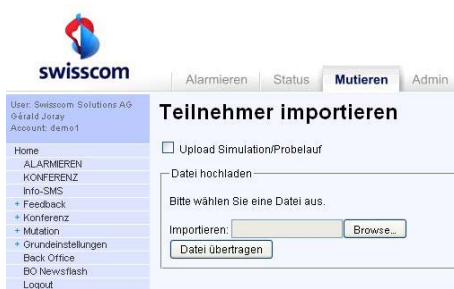 swisscom
Alarmieren Status Mutieren Admin
User: Swisscom Solutions AG
Gérald Joray
Account: demo1
Home
ALARMIEREN
KONFERENZ
Info-SMS
+ Feedback
+ Konferenz
+ Mutation
+ Grundeinstellungen
Back Office
BO Newsflash
Logout
Teilnehmer importieren
Upload Simulation/Probelauf
Datei hochladen
Bitte wählen Sie eine Datei aus.
Importieren: Browse...
Datei übertragen